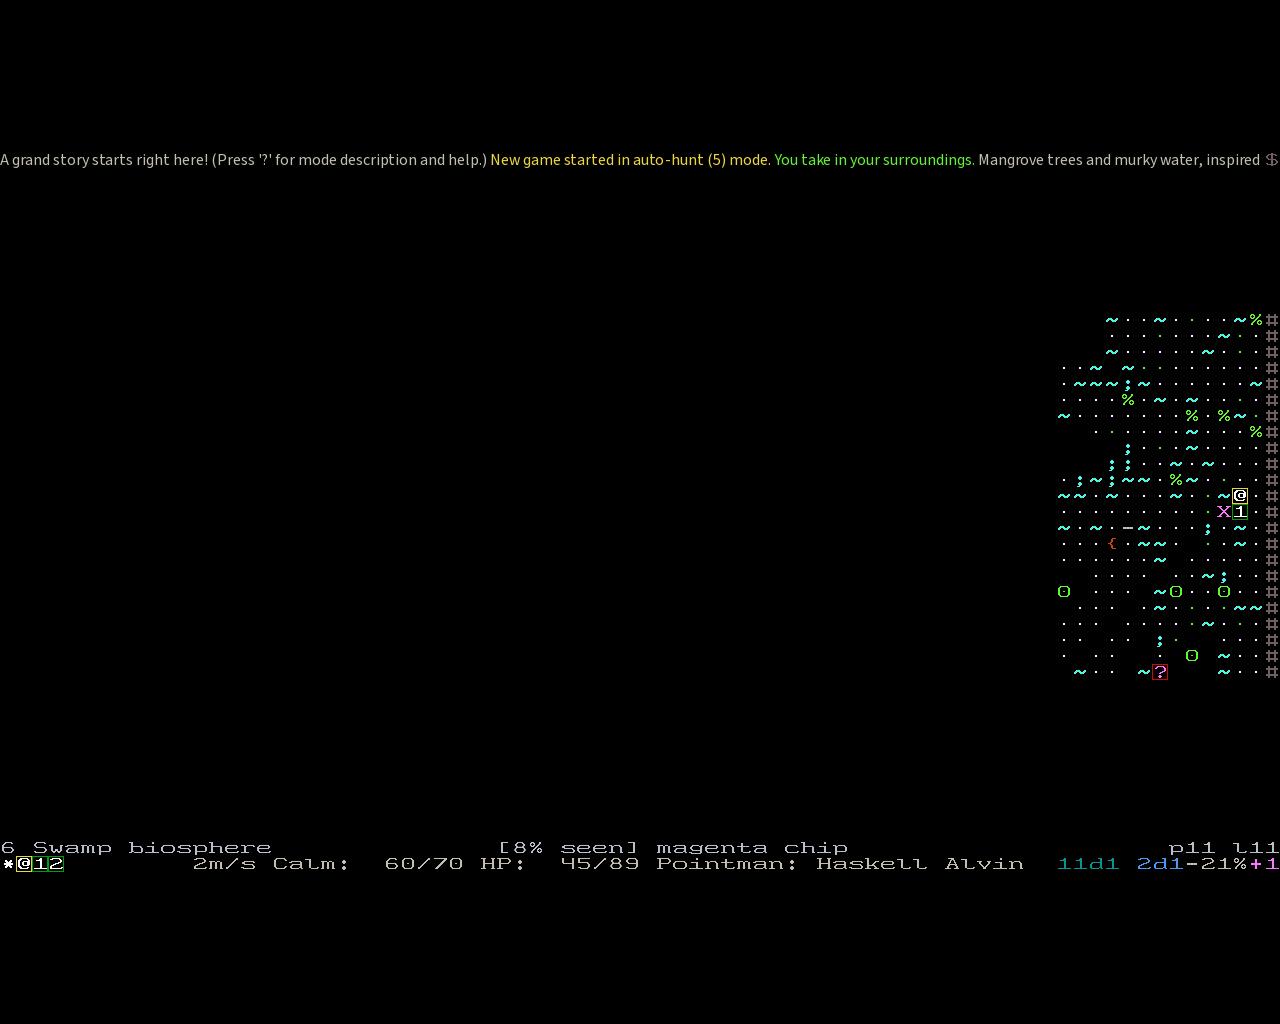 A grand story starts right here! (Press '?' for mode description and help.) New game started in auto-hunt (5) mode. You take in your surroundings. Mangrove trees and murky water, inspired $
6 Swamp biosphere [8% seen] magenta chip p11 l11
*@12 2m/s Calm: 60/70 HP: 45/89 Pointman: Haskell Alvin 11d1 2d1-21%+1